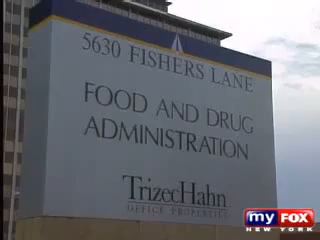 5630 FISHERS LANE
FOOD AND DRUG
ADMINISTRATION
TrizecHahn
OFFICE PROPERTIES
my FOX
NEW YORK